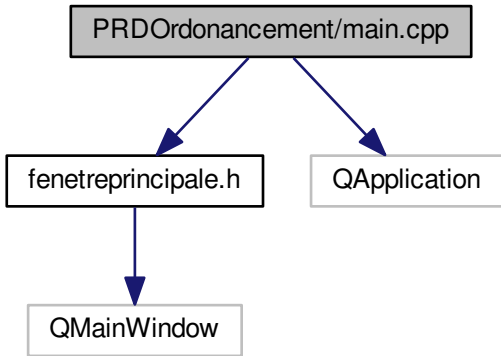 PRDOrdonancement/main.cpp
fenetreprincipale.h
QApplication
QMainWindow